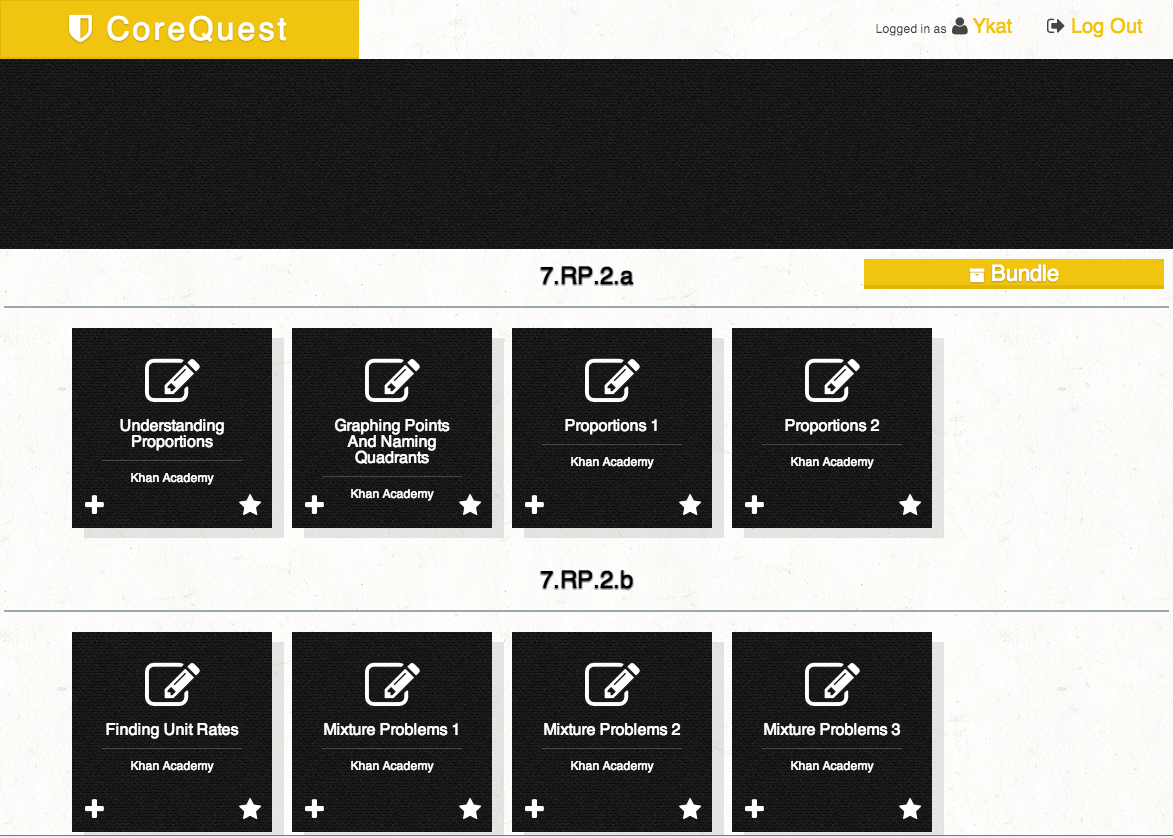 CoreQuest
Logged in as Ykat Log Out
7.RP.2.a
Bundle
Understanding
Proportions
Khan Academy
Graphing Points
And Naming
Quadrants
Khan Academy
Proportions 1
Khan Academy
Proportions 2
Khan Academy
7.RP.2.b
Finding Unit Rates
Khan Academy
Mixture Problems 1
Khan Academy
Mixture Problems 2
Khan Academy
Mixture Problems 3
Khan Academy